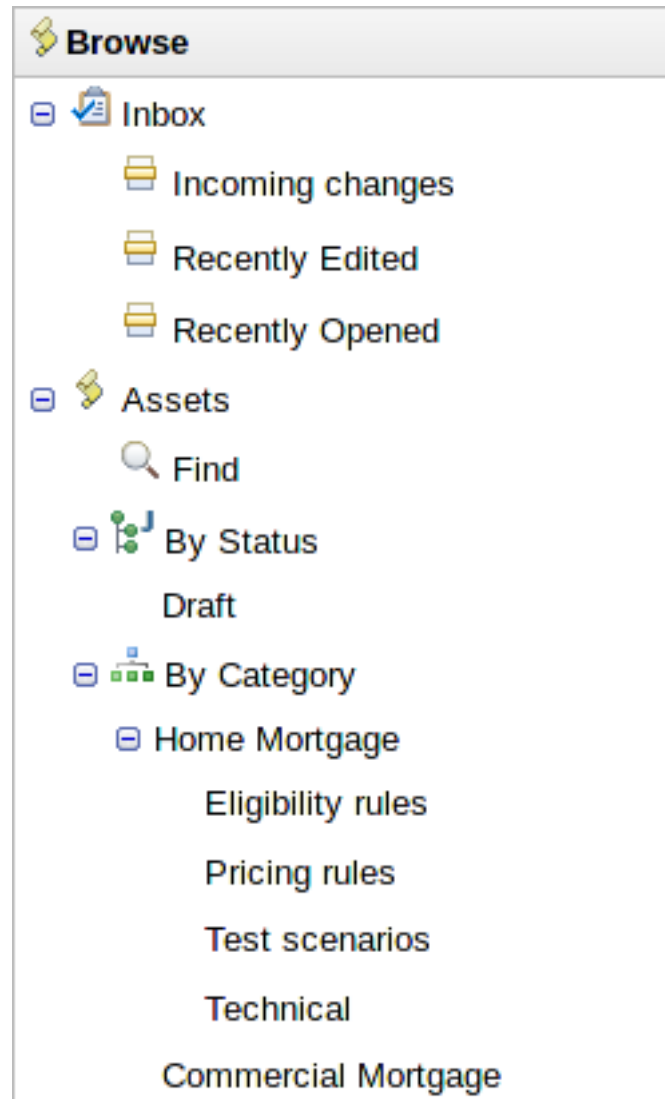 Browse
Inbox
Incoming changes
Recently Edited
Recently Opened
Assets
Find
By Status
Draft
By Category
Home Mortgage
Eligibility rules
Pricing rules
Test scenarios
Technical
Commercial Mortgage